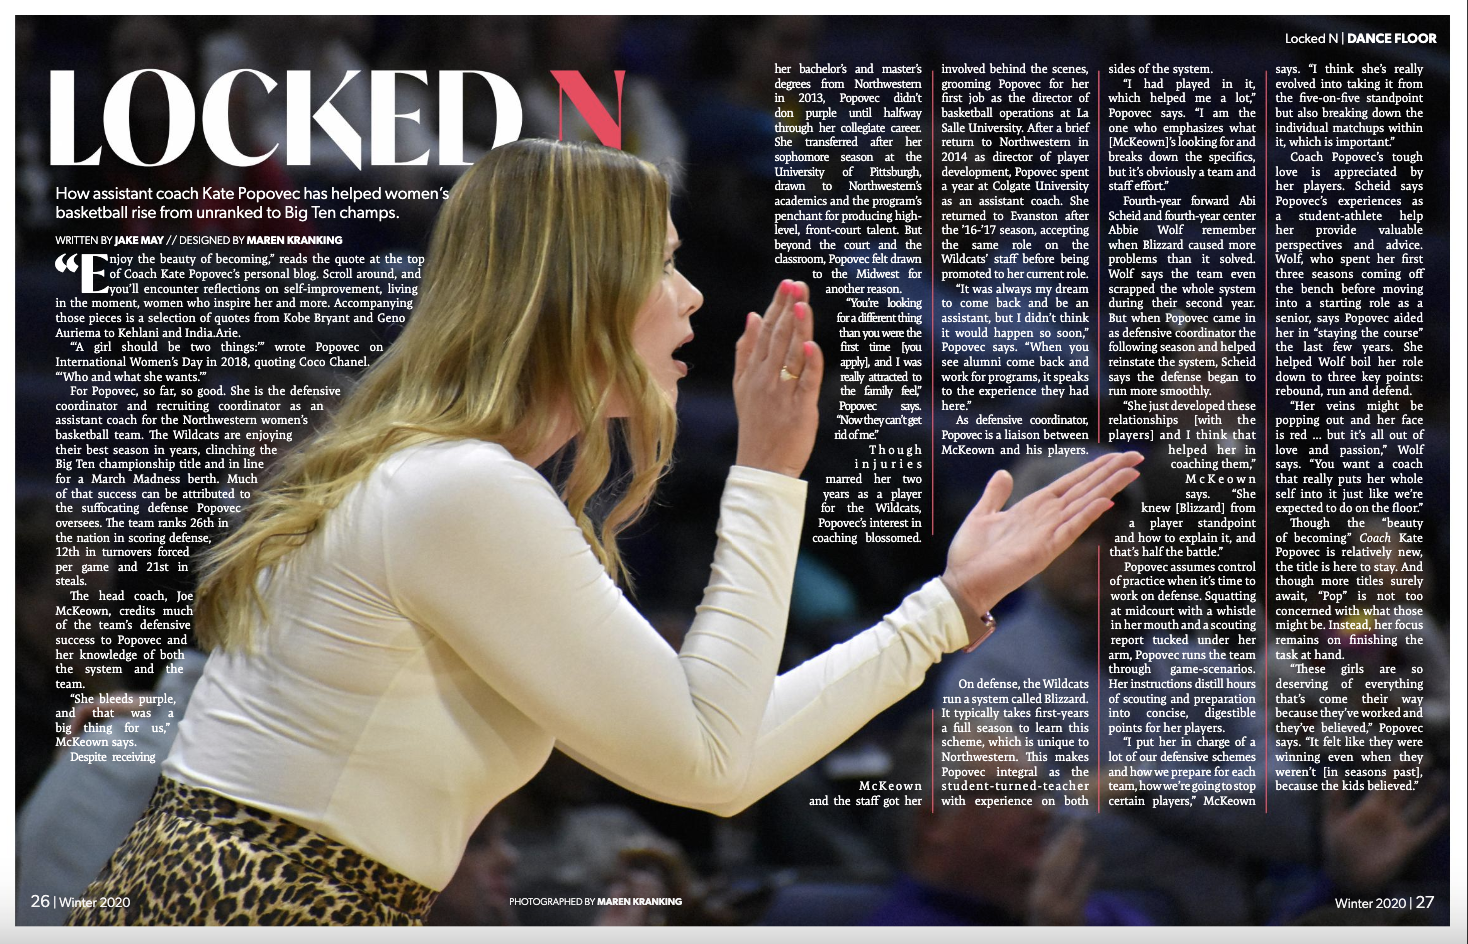 Locked N | DANCE FLOOR
LOCKED N
How assistant coach Kate Popovec has helped women's
basketball rise from unranked to Big Ten champs.
WRITTEN BY JAKE MAY // DESIGNED BY MAREN KRANKING
“Enjoy the beauty of becoming,” reads the quote at the top
of Coach Kate Popovec's personal blog. Scroll around, and
you'll encounter reflections on self-improvement, living
in the moment, women who inspire her and more. Accompanying
those pieces is a selection of quotes from Kobe Bryant and Geno
Auriema to Kehlani and India.Arie.
“‘A girl should be two things:’” wrote Popovec on
International Women's Day in 2018, quoting Coco Chanel.
“‘Who and what she wants.’”
For Popovec, so far, so good. She is the defensive
coordinator and recruiting coordinator as an
assistant coach for the Northwestern women's
basketball team. The Wildcats are enjoying
their best season in years, clinching the
Big Ten championship title and in line
for a March Madness berth. Much
of that success can be attributed to
the suffocating defense Popovec
oversees. The team ranks 26th in
the nation in scoring defense,
12th in turnovers forced
per game and 21st in
steals.
The head coach, Joe
McKeown, credits much
of the team's defensive
success to Popovec and
her knowledge of both
the system and the
team.
“She bleeds purple,
and that was a
big thing for us,”
McKeown says.
Despite receiving
her bachelor's and master's
degrees from Northwestern
in 2013, Popovec didn't
don purple until halfway
through her collegiate career.
She transferred after her
sophomore season at the
University of Pittsburgh,
drawn to Northwestern's
academics and the program's
penchant for producing high-
level, front-court talent. But
beyond the court and the
classroom, Popovec felt drawn
to the Midwest for
another reason.
“You're looking
for a different thing
than you were the
first time [you
apply], and I was
really attracted to
the family feel,”
Popovec says.
“Now they can't get
rid of me.”
Though
injuries
marred her two
years as a player
for the Wildcats,
Popovec's interest in
coaching blossomed.
McKeown
and the staff got her
involved behind the scenes,
grooming Popovec for her
first job as the director of
basketball operations at La
Salle University. After a brief
return to Northwestern in
2014 as director of player
development, Popovec spent
a year at Colgate University
as an assistant coach. She
returned to Evanston after
the '16-'17 season, accepting
the same role on the
Wildcats' staff before being
promoted to her current role.
“It was always my dream
to come back and be an
assistant, but I didn't think
it would happen so soon,”
Popovec says. “When you
see alumni come back and
work for programs, it speaks
to the experience they had
here.”
As defensive coordinator,
Popovec is a liaison between
McKeown and his players.
On defense, the Wildcats
run a system called Blizzard.
It typically takes first-years
a full season to learn this
scheme, which is unique to
Northwestern. This makes
Popovec integral as the
student-turned-teacher
with experience on both
sides of the system.
“I had played in it,
which helped me a lot,”
Popovec says. “I am the
one who emphasizes what
[McKeown]'s looking for and
breaks down the specifics,
but it's obviously a team and
staff effort.”
Fourth-year forward Abi
Scheid and fourth-year center
Abbie Wolf remember
when Blizzard caused more
problems than it solved.
Wolf says the team even
scrapped the whole system
during their second year.
But when Popovec came in
as defensive coordinator the
following season and helped
reinstate the system, Scheid
says the defense began to
run more smoothly.
“She just developed these
relationships [with the
players] and I think that
helped her in
coaching them,”
McKeown
says. “She
knew [Blizzard] from
a player standpoint
and how to explain it, and
that's half the battle.”
Popovec assumes control
of practice when it's time to
work on defense. Squatting
at midcourt with a whistle
in her mouth and a scouting
report tucked under her
arm, Popovec runs the team
through game-scenarios.
Her instructions distill hours
of scouting and preparation
into concise, digestible
points for her players.
“I put her in charge of a
lot of our defensive schemes
and how we prepare for each
team, how we're going to stop
certain players,” McKeown
says. “I think she's really
evolved into taking it from
the five-on-five standpoint
but also breaking down the
individual matchups within
it, which is important.”
Coach Popovec's tough
love is appreciated by
her players. Scheid says
Popovec's experiences as
a student-athlete help
her provide valuable
perspectives and advice.
Wolf, who spent her first
three seasons coming off
the bench before moving
into a starting role as a
senior, says Popovec aided
her in “staying the course”
the last few years. She
helped Wolf boil her role
down to three key points:
rebound, run and defend.
“Her veins might be
popping out and her face
is red ... but it's all out of
love and passion,” Wolf
says. “You want a coach
that really puts her whole
self into it just like we're
expected to do on the floor.”
Though the “beauty
of becoming” Coach Kate
Popovec is relatively new,
the title is here to stay. And
though more titles surely
await, “Pop” is not too
concerned with what those
might be. Instead, her focus
remains on finishing the
task at hand.
“These girls are so
deserving of everything
that's come their way
because they've worked and
they've believed,” Popovec
says. “It felt like they were
winning even when they
weren't [in seasons past],
because the kids believed.”
26 | Winter 2020
PHOTOGRAPHED BY MAREN KRANKING
Winter 2020 | 27